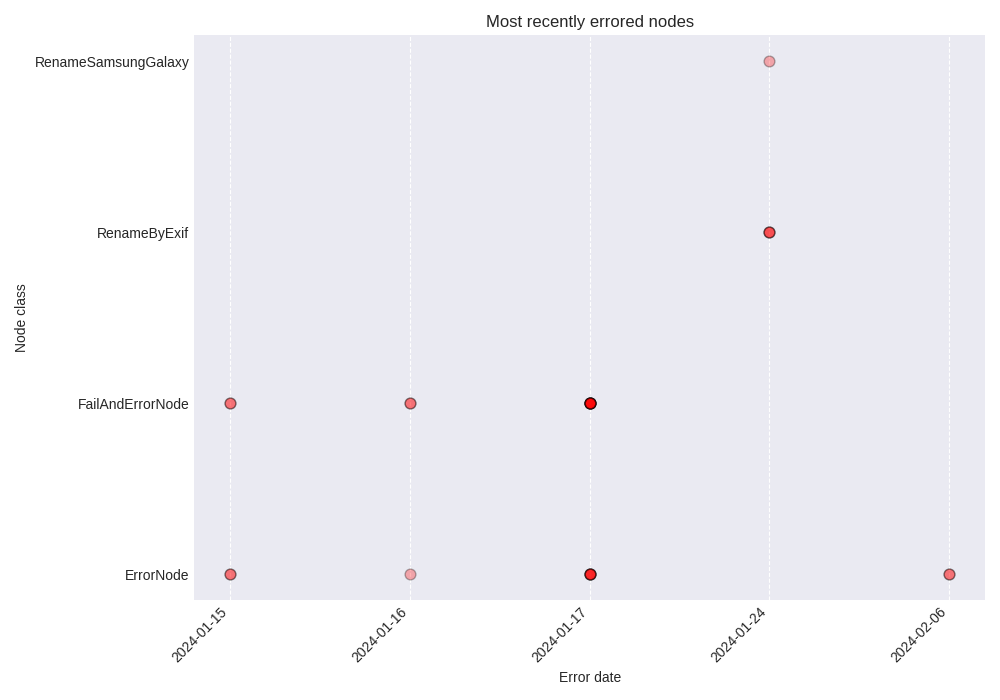 Most recently errored nodes
RenameSamsungGalaxy
RenameByExif
Node class
FailAndErrorNode
ErrorNode
2024-01-15
2024-01-16
2024-01-17
2024-01-24
2024-02-06
Error date